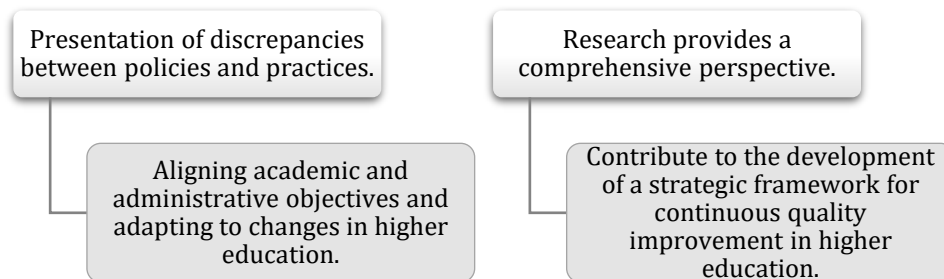 Presentation of discrepancies
between policies and practices.
Aligning academic and
administrative objectives and
adapting to changes in higher
education.
Research provides a
comprehensive perspective.
Contribute to the development
of a strategic framework for
continuous quality
improvement in higher
education.